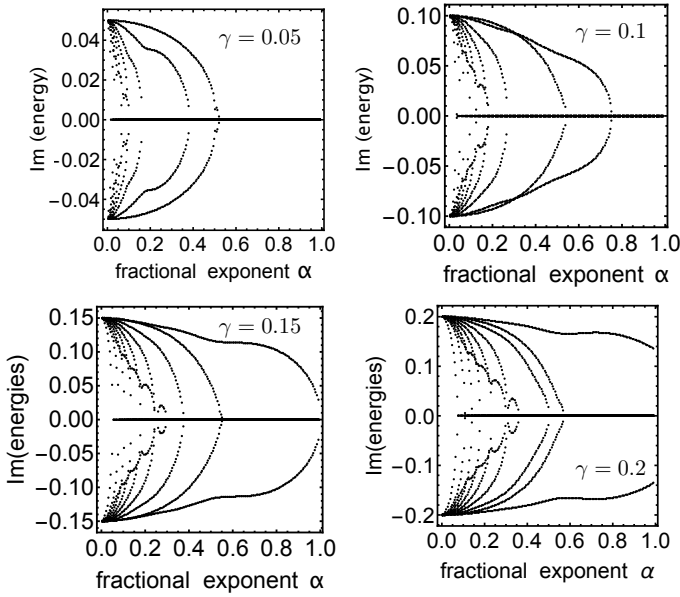 γ = 0.05
Im (energy)
0.04
0.02
0.00
−0.02
−0.04
0.0 0.2 0.4 0.6 0.8 1.0
fractional exponent α
γ = 0.1
Im (energy)
0.10
0.05
0.00
−0.05
−0.10
0.0 0.2 0.4 0.6 0.8 1.0
fractional exponent α
γ = 0.15
Im(energies)
0.15
0.10
0.05
0.00
−0.05
−0.10
−0.15
0.0 0.2 0.4 0.6 0.8 1.0
fractional exponent α
γ = 0.2
Im(energies)
0.2
0.1
0.0
−0.1
−0.2
0.0 0.2 0.4 0.6 0.8 1.0
fractional exponent α